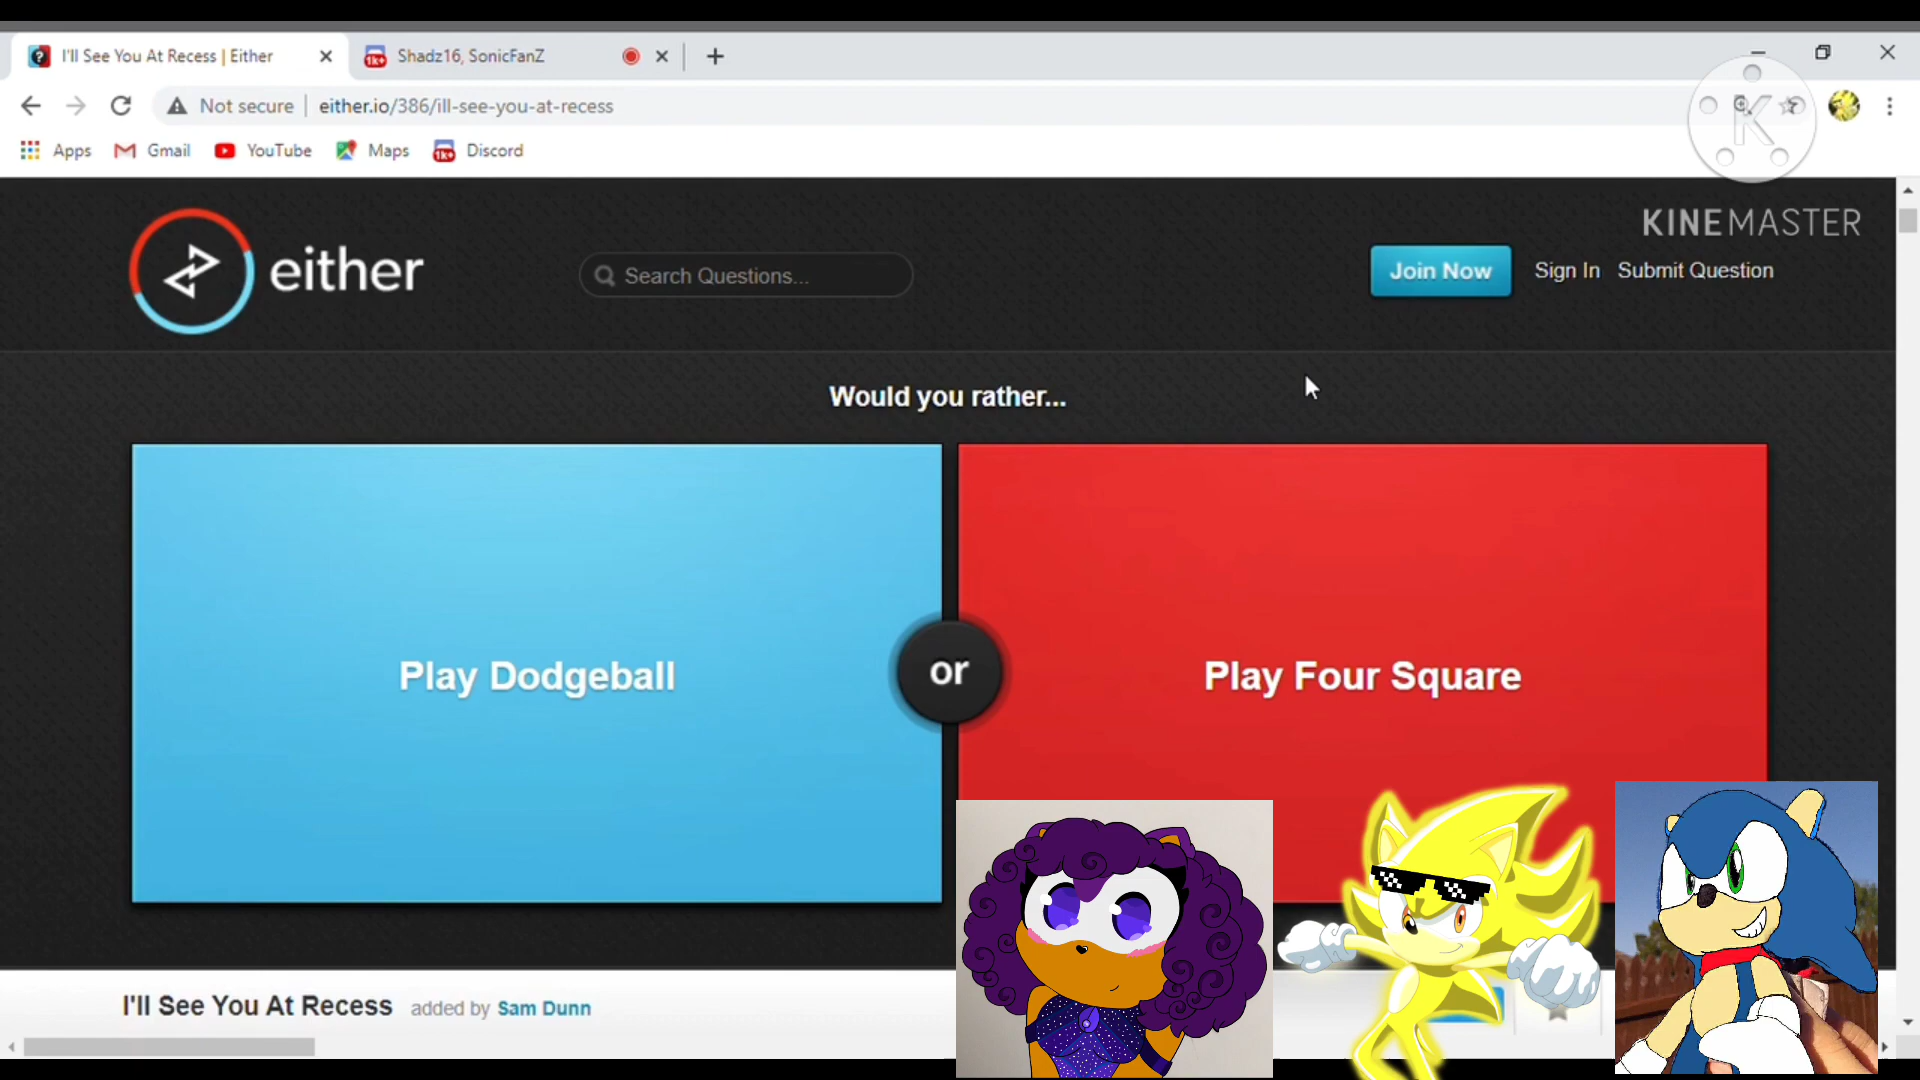 I'll See You At Recess | Either
Shadz16, SonicFanZ
Not secure
either.io/386/ill-see-you-at-recess
Apps
Gmail
YouTube
Maps
1k+
Discord
K
KINEMASTER
either
Search Questions...
Join Now
Sign In
Submit Question
Would you rather...
Play Dodgeball
or
Play Four Square
I'll See You At Recess added by Sam Dunn